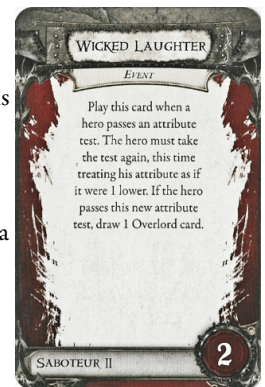 WICKED LAUGHTER
EVENT
Play this card when a
hero passes an attribute
test. The hero must take
the test again, this time
treating his attribute as if
it were 1 lower. If the hero
passes this new attribute
test, draw 1 Overlord card.
SABOTEUR II
2